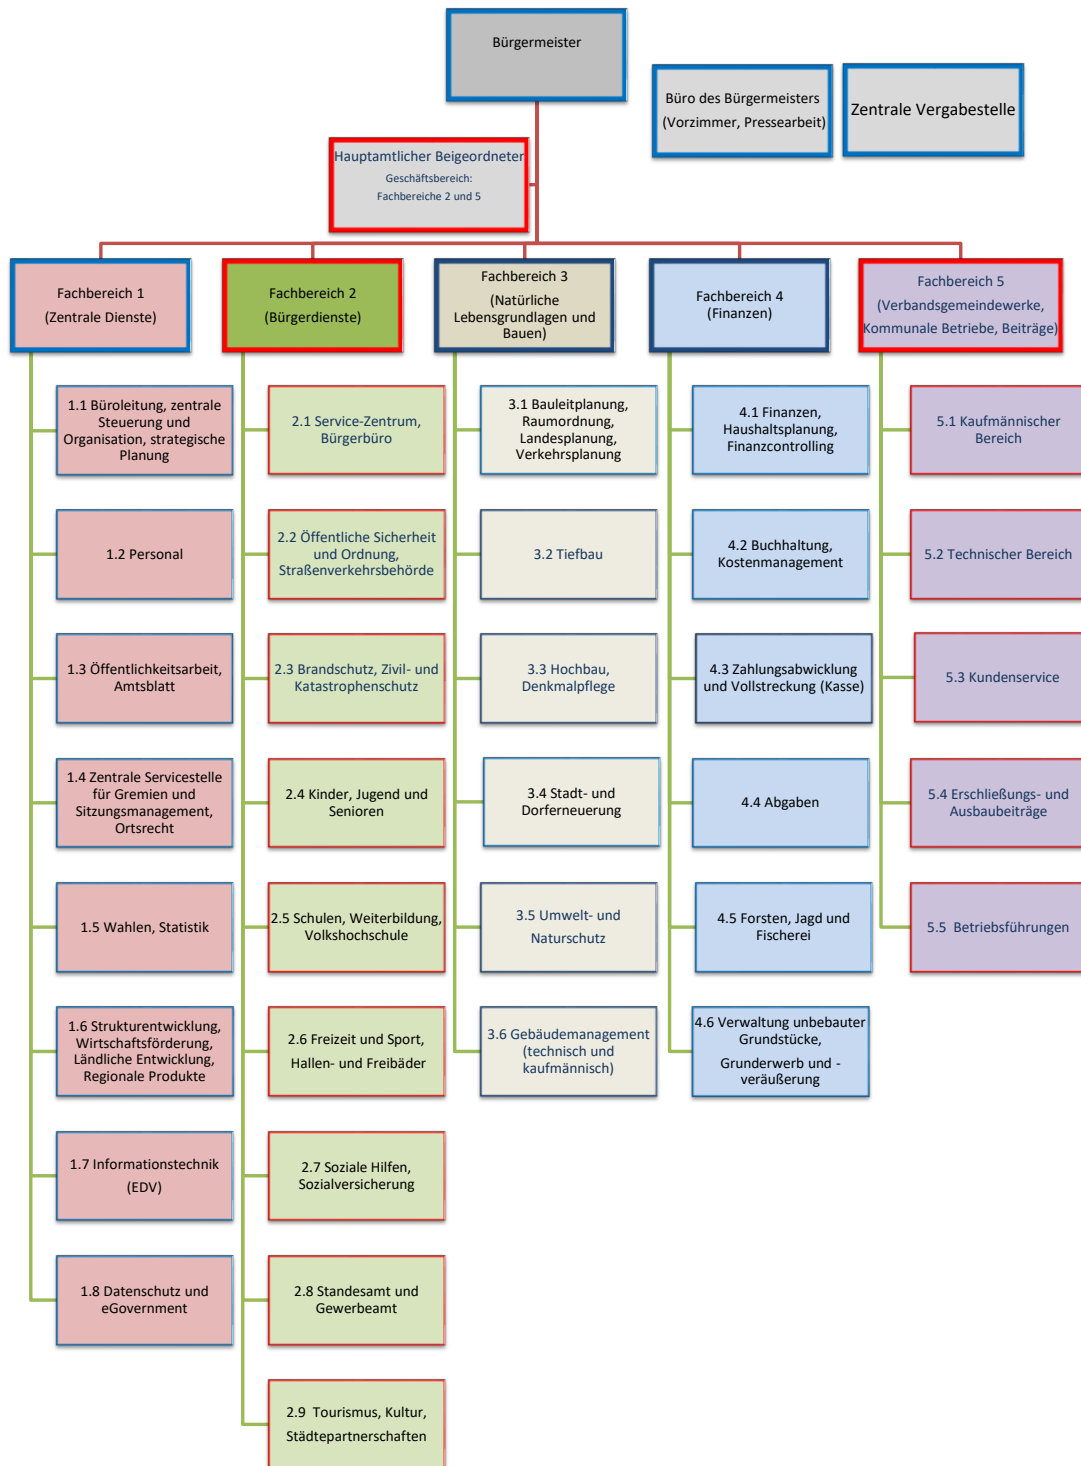 Bürgermeister
Büro des Bürgermeisters
(Vorzimmer, Pressearbeit)
Zentrale Vergabestelle
Hauptamtlicher Beigeordneter
Geschäftsbereich:
Fachbereiche 2 und 5
Fachbereich 1
(Zentrale Dienste)
Fachbereich 2
(Bürgerdienste)
Fachbereich 3
(Natürliche
Lebensgrundlagen und
Bauen)
Fachbereich 4
(Finanzen)
Fachbereich 5
(Verbandsgemeindewerke,
Kommunale Betriebe, Beiträge)
1.1 Büroleitung, zentrale
Steuerung und
Organisation, strategische
Planung
1.2 Personal
1.3 Öffentlichkeitsarbeit,
Amtsblatt
1.4 Zentrale Servicestelle
für Gremien und
Sitzungsmanagement,
Ortsrecht
1.5 Wahlen, Statistik
1.6 Strukturentwicklung,
Wirtschaftsförderung,
Ländliche Entwicklung,
Regionale Produkte
1.7 Informationstechnik
(EDV)
1.8 Datenschutz und
eGovernment
2.1 Service-Zentrum,
Bürgerbüro
2.2 Öffentliche Sicherheit
und Ordnung,
Straßenverkehrsbehörde
2.3 Brandschutz, Zivil- und
Katastrophenschutz
2.4 Kinder, Jugend und
Senioren
2.5 Schulen, Weiterbildung,
Volkshochschule
2.6 Freizeit und Sport,
Hallen- und Freibäder
2.7 Soziale Hilfen,
Sozialversicherung
2.8 Standesamt und
Gewerbeamt
2.9 Tourismus, Kultur,
Städtepartnerschaften
3.1 Bauleitplanung,
Raumordnung,
Landesplanung,
Verkehrsplanung
3.2 Tiefbau
3.3 Hochbau,
Denkmalpflege
3.4 Stadt- und
Dorferneuerung
3.5 Umwelt- und
Naturschutz
3.6 Gebäudemanagement
(technisch und
kaufmännisch)
4.1 Finanzen,
Haushaltsplanung,
Finanzcontrolling
4.2 Buchhaltung,
Kostenmanagement
4.3 Zahlungsabwicklung
und Vollstreckung (Kasse)
4.4 Abgaben
4.5 Forsten, Jagd und
Fischerei
4.6 Verwaltung unbebauter
Grundstücke,
Grunderwerb und -
veräußerung
5.1 Kaufmännischer
Bereich
5.2 Technischer Bereich
5.3 Kundenservice
5.4 Erschließungs- und
Ausbaubeiträge
5.5 Betriebsführungen